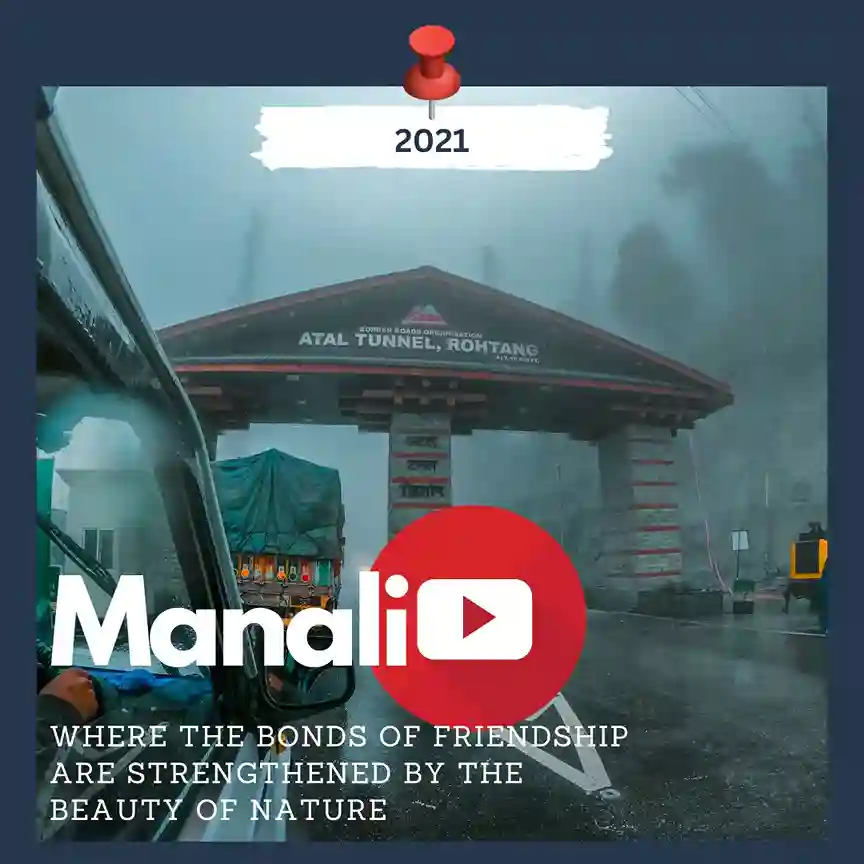 2021
BORDER ROADS ORGANISATION
ATAL TUNNEL, ROHTANG
Manali
WHERE THE BONDS OF FRIENDSHIP
ARE STRENGTHENED BY THE
BEAUTY OF NATURE